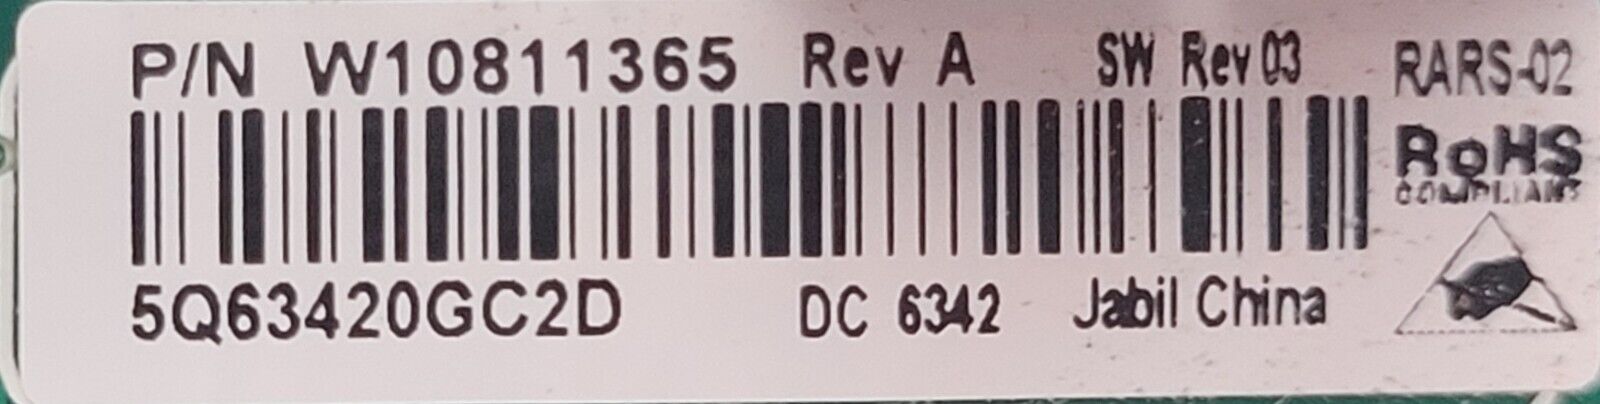 P/N W10811365 Rev A SW Rev 03 RARS-02
RoHS
COMPLIANT
5Q63420GC2D DC 6342 Jabil China